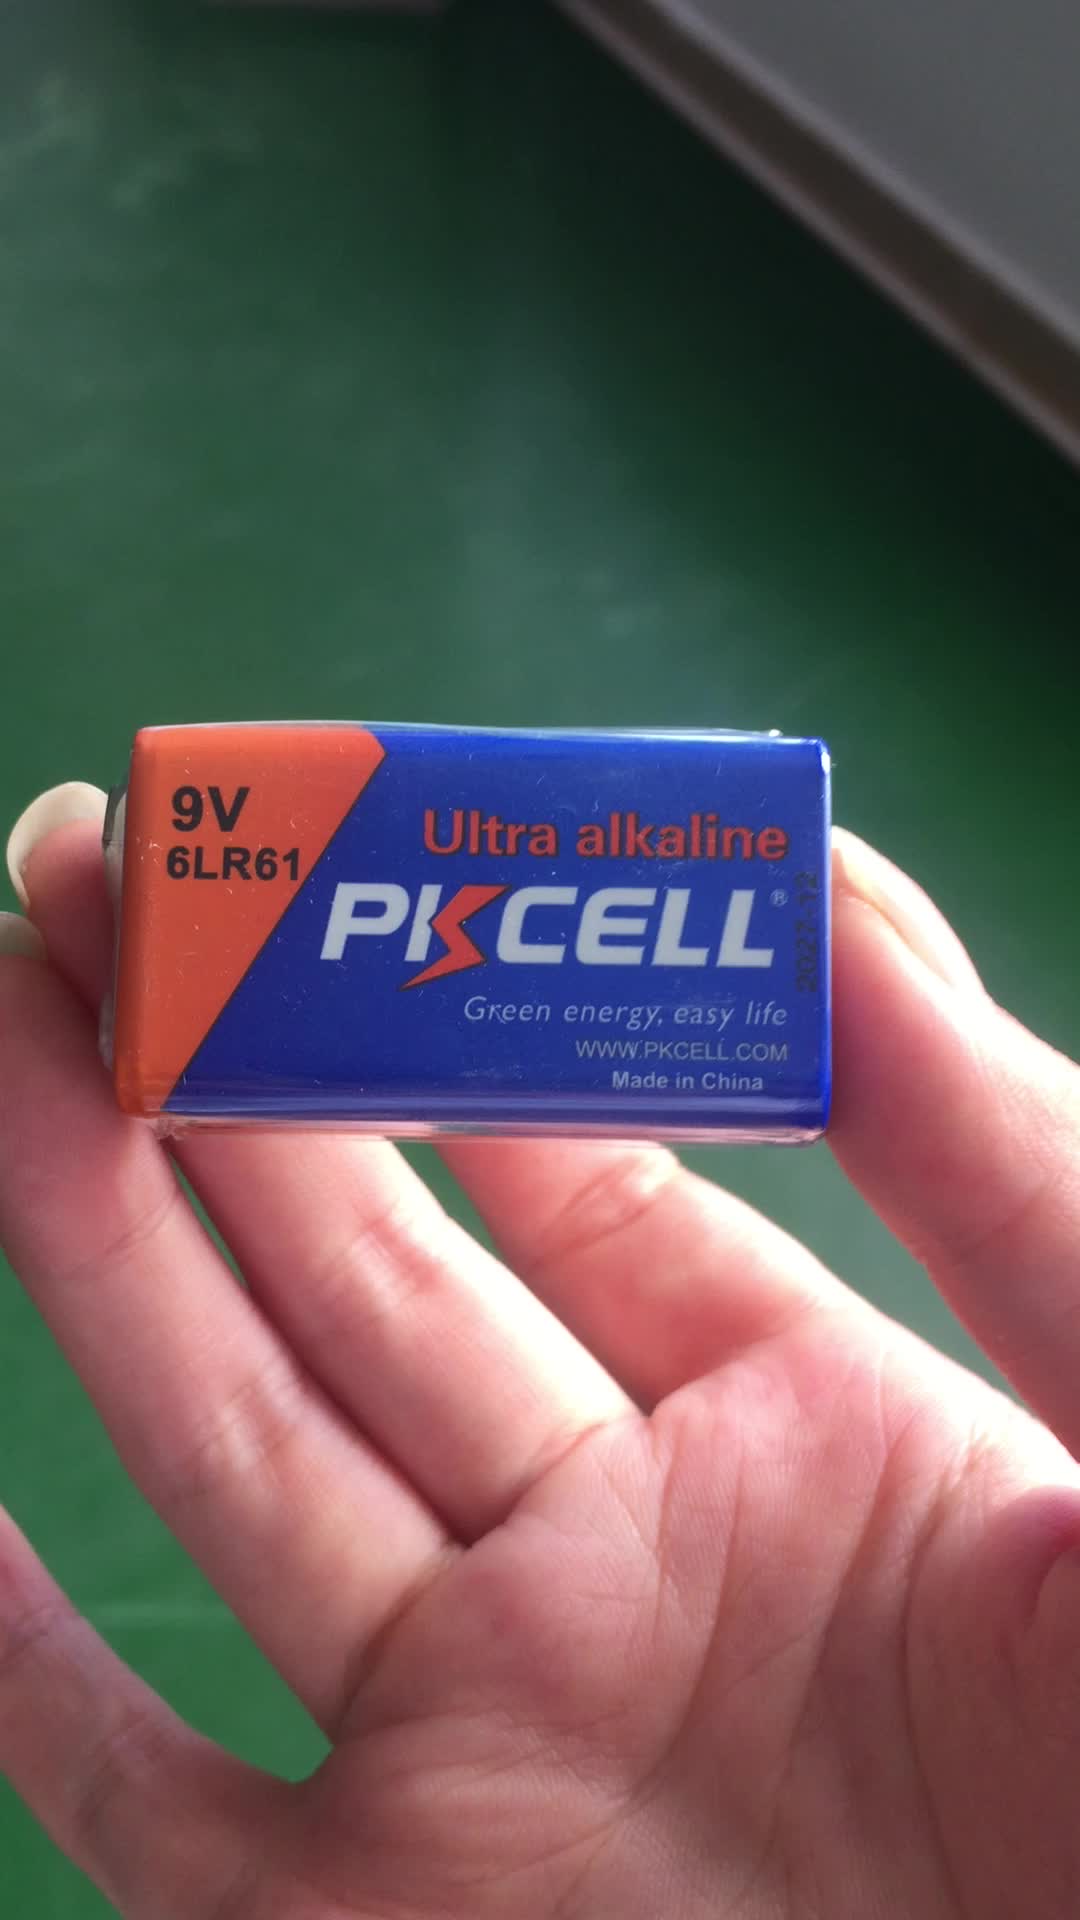 9V
6LR61
Ultra alkaline
PKCELL®
Green energy, easy life
WWW.PKCELL.COM
Made in China
2027-12